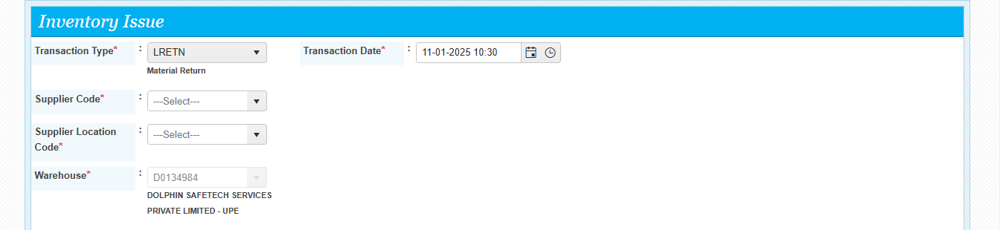 Inventory Issue
Transaction Type* : LRETN Transaction Date* : 11-01-2025 10:30
Material Return
Supplier Code* : ---Select---
Supplier Location : ---Select---
Code*
Warehouse* : D0134984
DOLPHIN SAFETECH SERVICES
PRIVATE LIMITED - UPE